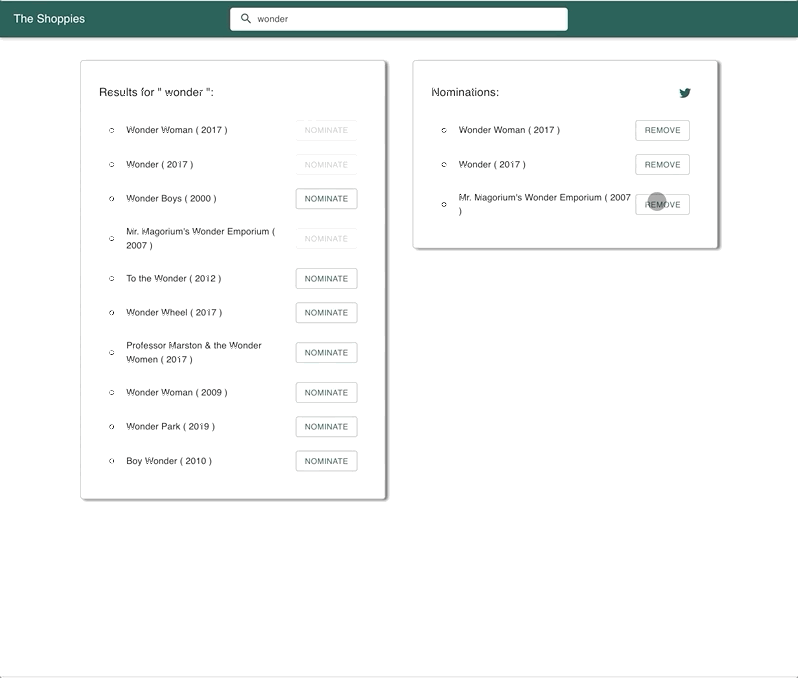 The Shoppies
wonder
Results for " wonder ":
Wonder Woman ( 2017 )
NOMINATE
Wonder ( 2017 )
NOMINATE
Wonder Boys ( 2000 )
NOMINATE
Mr. Magorium's Wonder Emporium (
2007 )
NOMINATE
To the Wonder ( 2012 )
NOMINATE
Wonder Wheel ( 2017 )
NOMINATE
Professor Marston & the Wonder
Women ( 2017 )
NOMINATE
Wonder Woman ( 2009 )
NOMINATE
Wonder Park ( 2019 )
NOMINATE
Boy Wonder ( 2010 )
NOMINATE
Nominations:
Wonder Woman ( 2017 )
REMOVE
Wonder ( 2017 )
REMOVE
Mr. Magorium's Wonder Emporium ( 2007
)
REMOVE